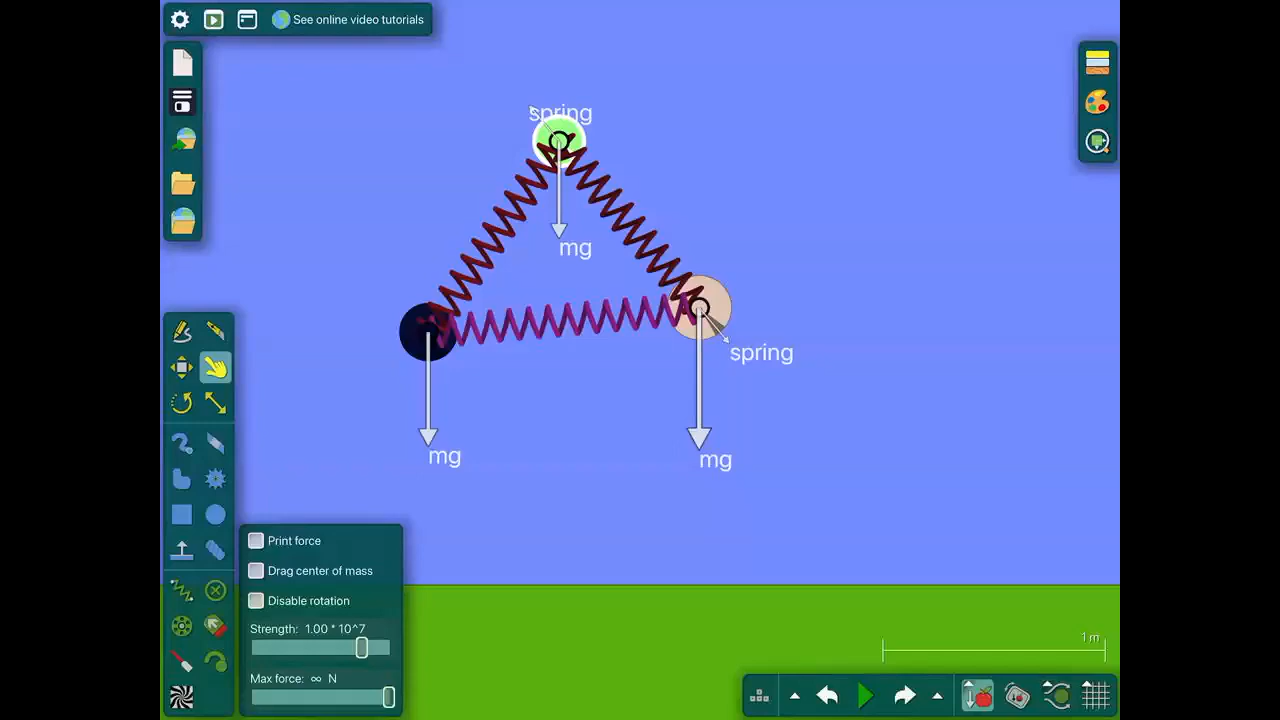 See online video tutorials
spring
mg
spring
mg
mg
Print force
Drag center of mass
Disable rotation
Strength: 1.00 * 10^7
Max force: ∞ N
1 m